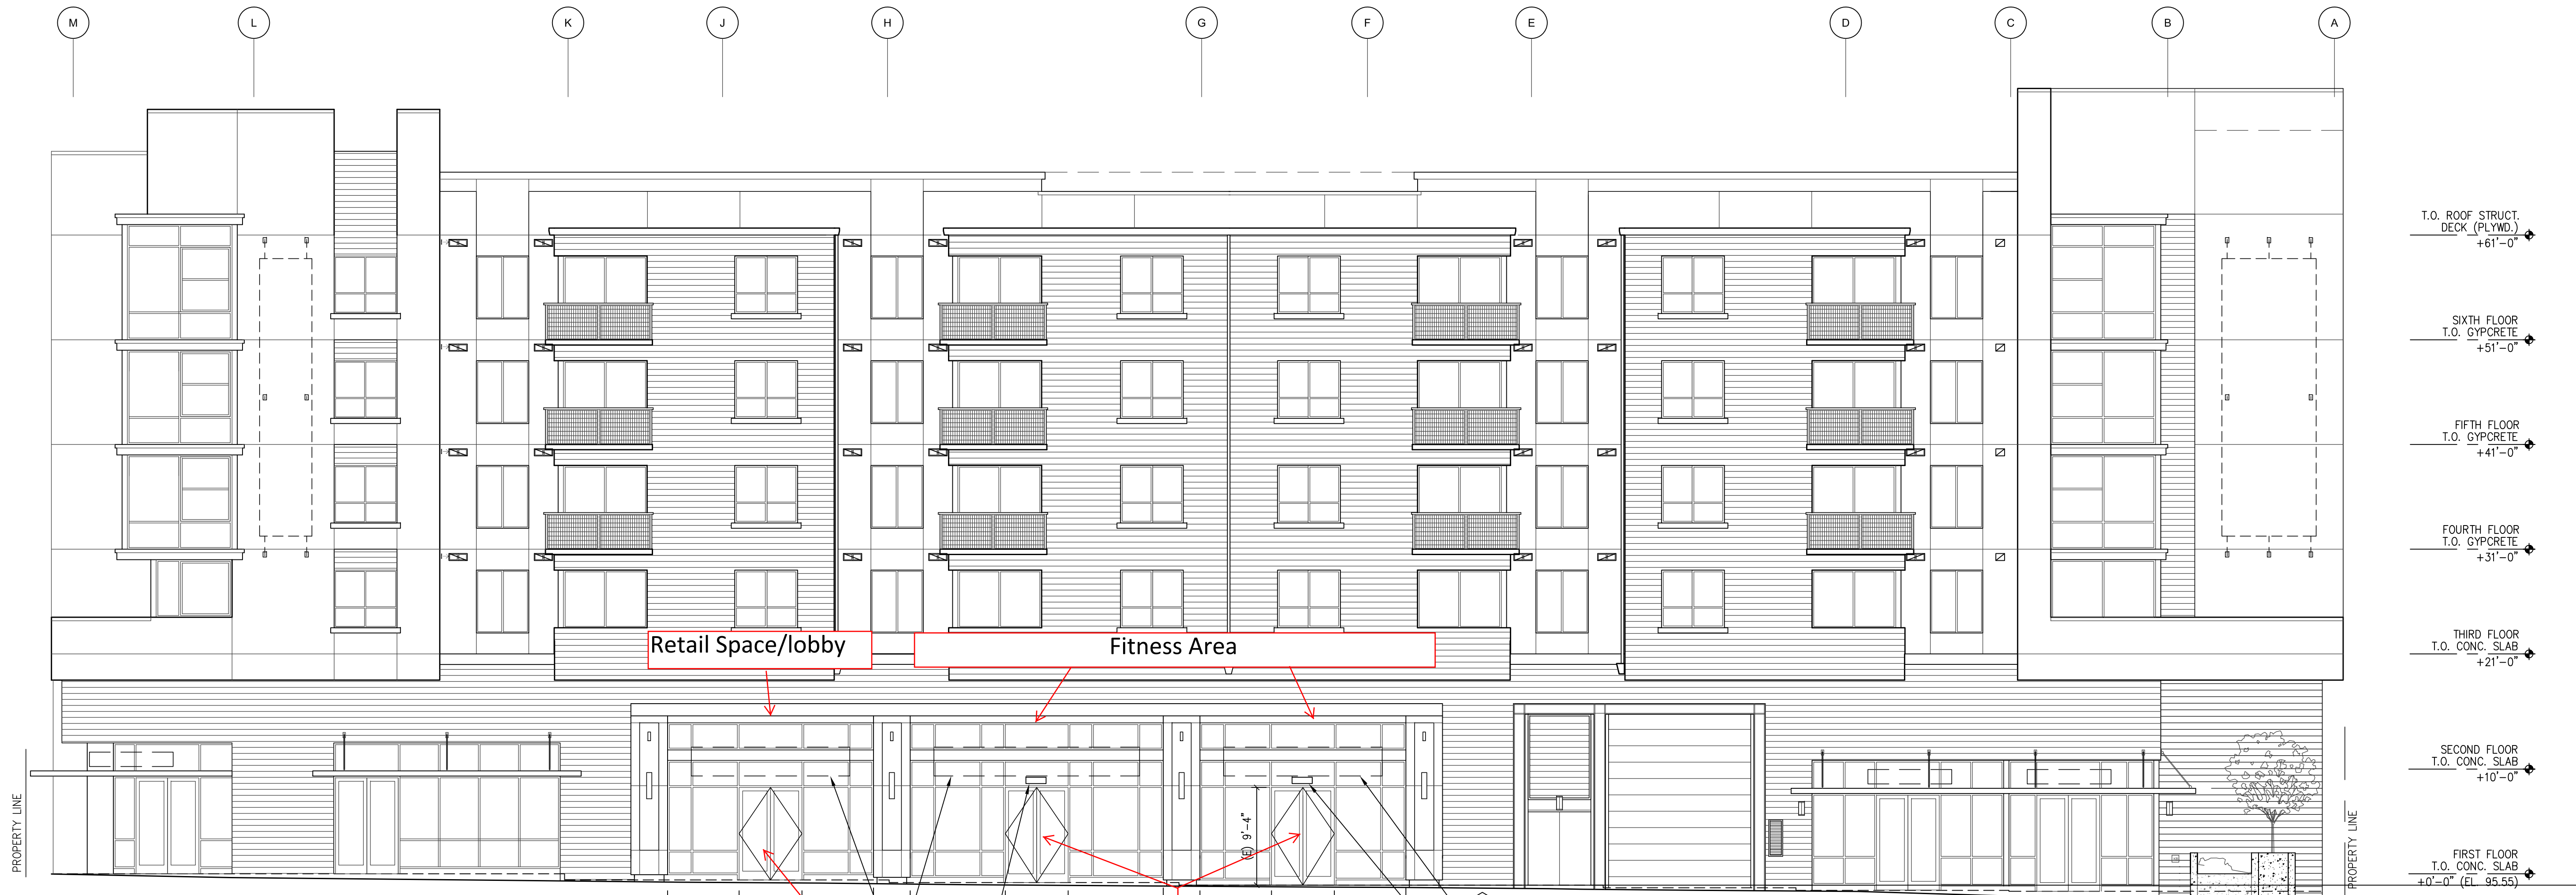 M L K J H G F E D C B A
T.O. ROOF STRUCT.
DECK (PLYWD.)
+61'-0"
SIXTH FLOOR
T.O. GYPCRETE
+51'-0"
FIFTH FLOOR
T.O. GYPCRETE
+41'-0"
FOURTH FLOOR
T.O. GYPCRETE
+31'-0"
Retail Space/lobby
Fitness Area
THIRD FLOOR
T.O. CONC. SLAB
+21'-0"
SECOND FLOOR
T.O. CONC. SLAB
+10'-0"
PROPERTY LINE
(E) 9'-4"
PROPERTY LINE
FIRST FLOOR
T.O. CONC. SLAB
+0'-0" (EL. 95.55)